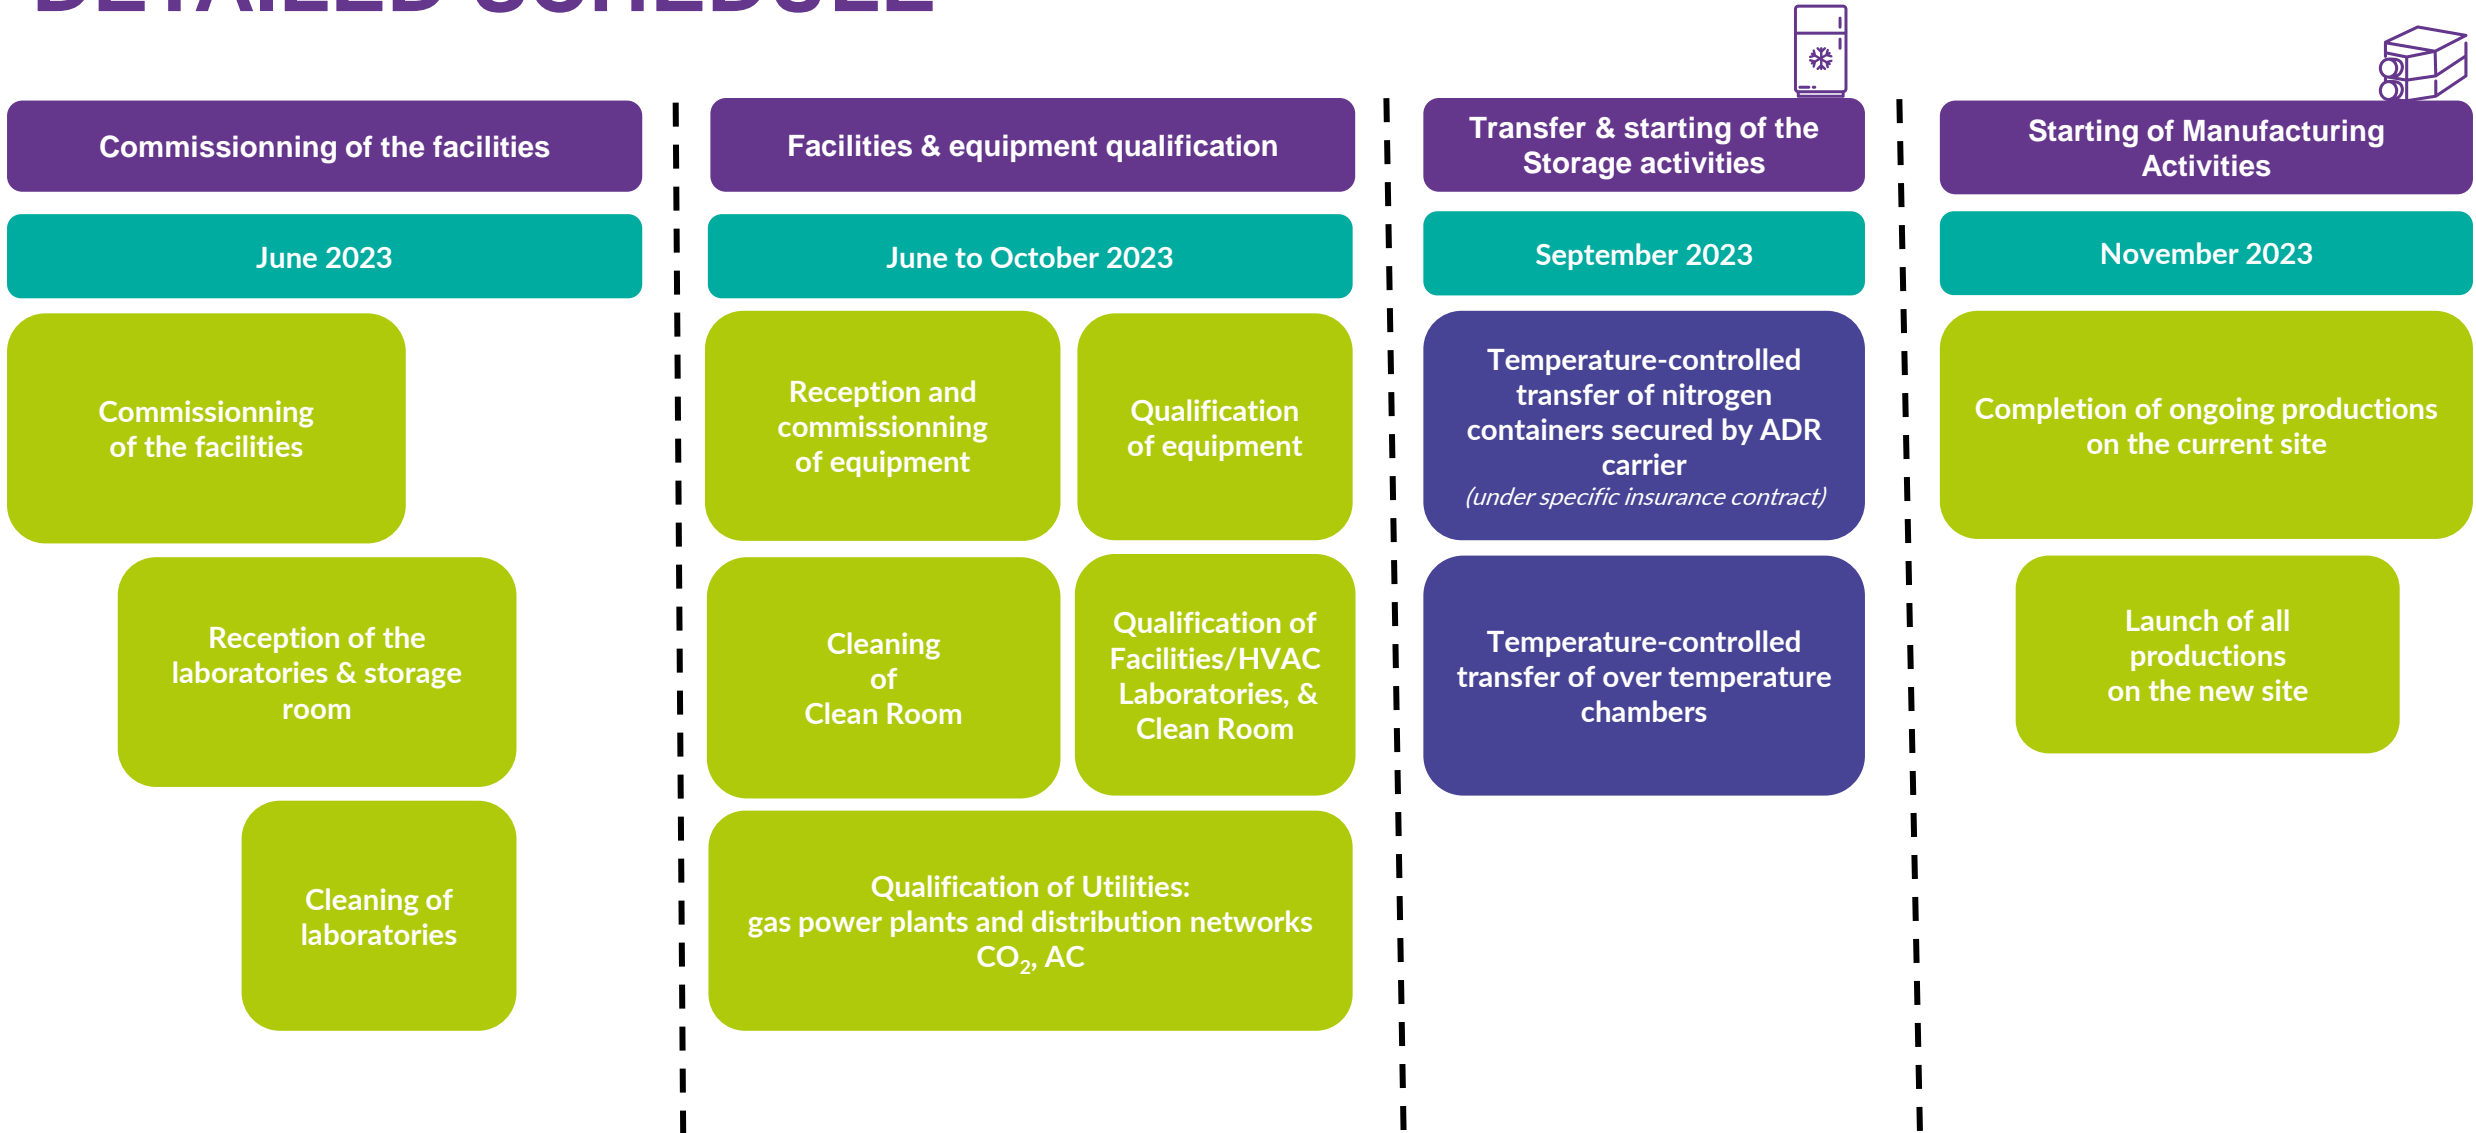 DETAILED SCHEDULE
Commissionning of the facilities
June 2023
Commissionning
of the facilities
Reception of the
laboratories & storage
room
Cleaning of
laboratories
Facilities & equipment qualification
June to October 2023
Reception and
commissionning
of equipment
Qualification
of equipment
Cleaning
of
Clean Room
Qualification of
Facilities/HVAC
Laboratories, &
Clean Room
Qualification of Utilities:
gas power plants and distribution networks
CO₂, AC
Transfer & starting of the
Storage activities
September 2023
Temperature-controlled
transfer of nitrogen
containers secured by ADR
carrier
(under specific insurance contract)
Temperature-controlled
transfer of over temperature
chambers
Starting of Manufacturing
Activities
November 2023
Completion of ongoing productions
on the current site
Launch of all
productions
on the new site